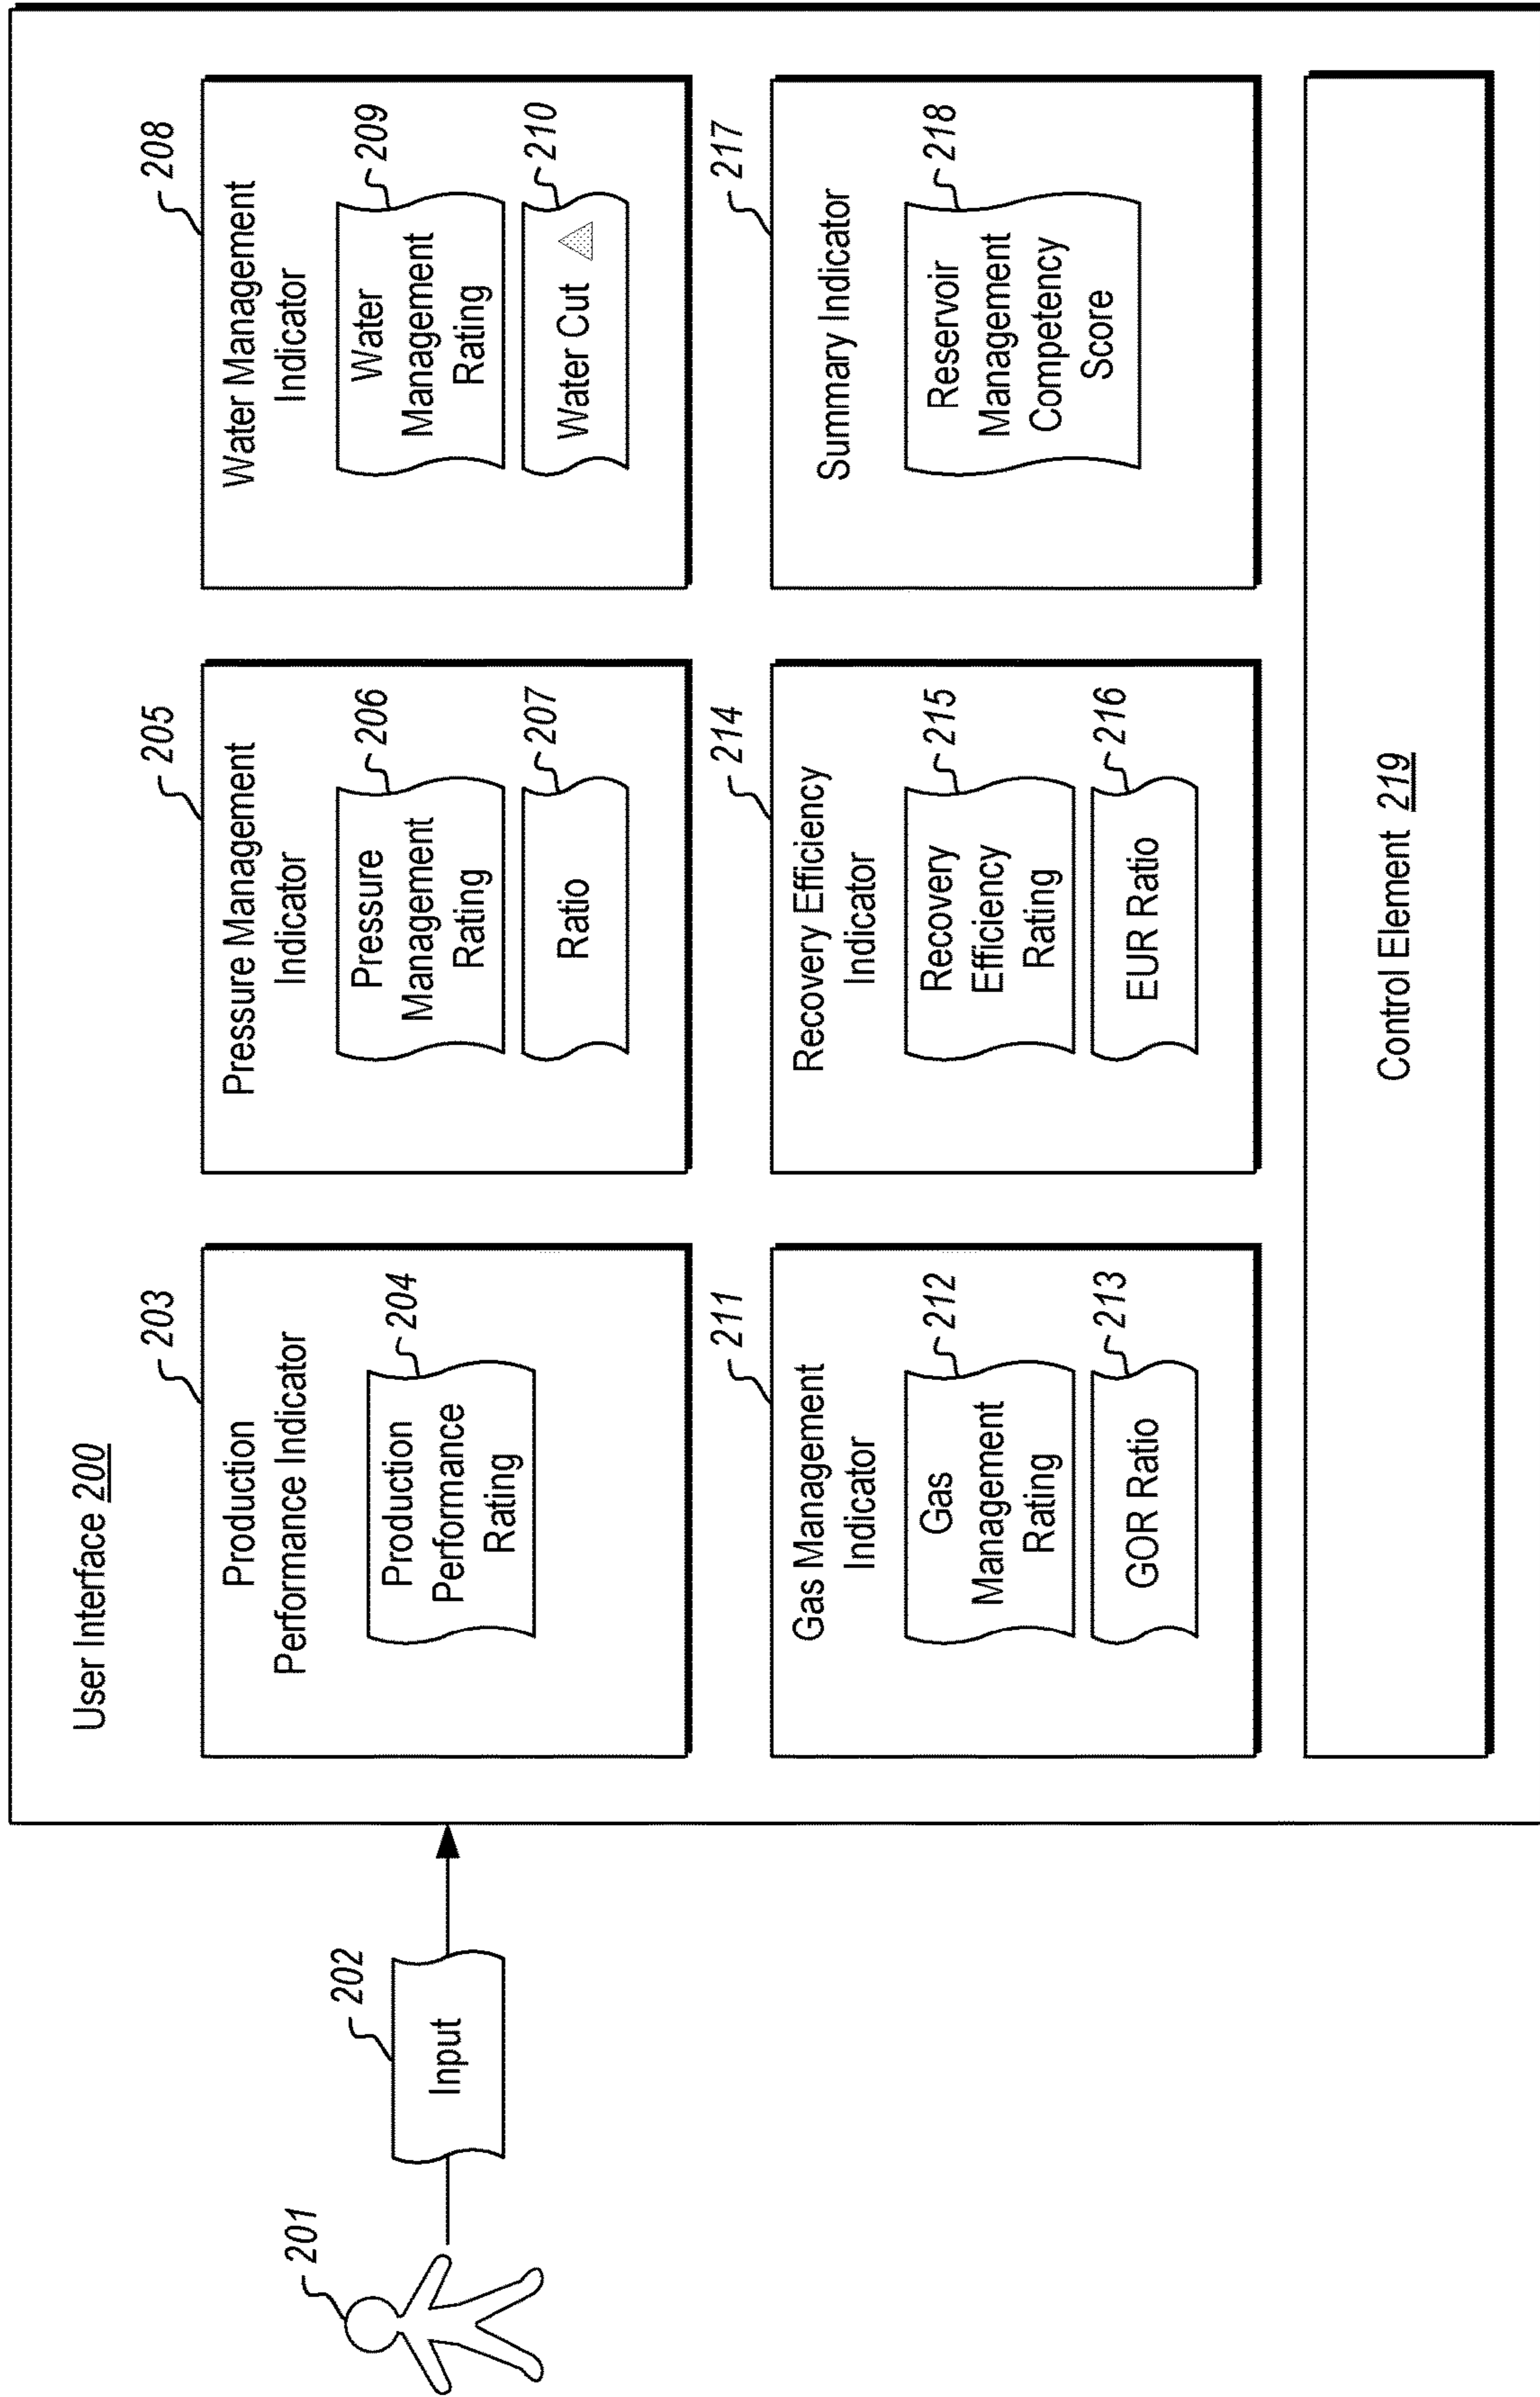 201
202
Input
User Interface 200
203
Production
Performance Indicator
204
Production
Performance
Rating
205
Pressure Management
Indicator
206
Pressure
Management
Rating
207
Ratio
208
Water Management
Indicator
209
Water
Management
Rating
210
Water Cut
211
Gas Management
Indicator
212
Gas
Management
Rating
213
GOR Ratio
214
Recovery Efficiency
Indicator
215
Recovery
Efficiency
Rating
216
EUR Ratio
217
Summary Indicator
218
Reservoir
Management
Competency
Score
Control Element 219